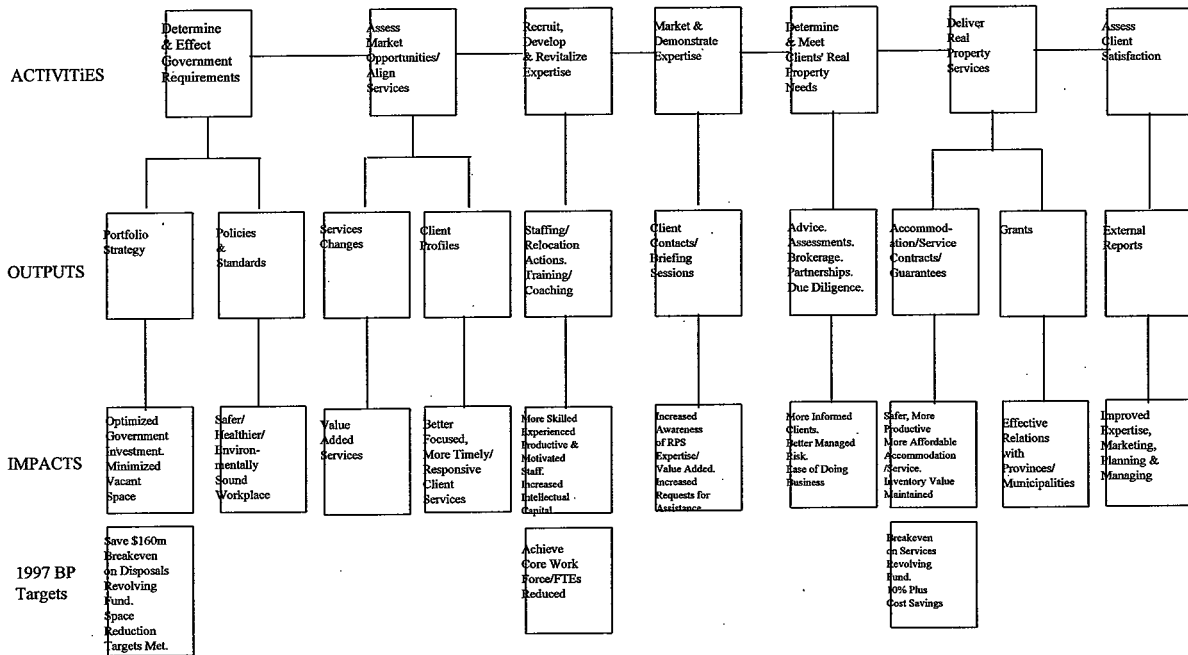 ACTIVITiES
Determine
& Effect
Government
Requirements
Assess
Market
Opportunities/
Align
Services
Recruit,
Develop
& Revitalize
Expertise
Market &
Demonstrate
Expertise
Determine
& Meet
Clients' Real
Property
Needs
Deliver
Real
Property
Services
Assess
Client
Satisfaction
OUTPUTS
Portfolio
Strategy
Policies
&
Standards
Services
Changes
Client
Profiles
Staffing/
Relocation
Actions.
Training/
Coaching
Client
Contacts/
Briefing
Sessions
Advice.
Assessments.
Brokerage.
Partnerships.
Due Diligence.
Accommod-
ation/Service
Contracts/
Guarantees
Grants
External
Reports
IMPACTS
Optimized
Government
Investment.
Minimized
Vacant
Space
Safer/
Healthier/
Environ-
mentally
Sound
Workplace
Value
Added
Services
Better
Focused,
More Timely/
Responsive
Client
Services
More Skilled
Experienced
Productive &
Motivated
Staff.
Increased
Intellectual
Capital
Increased
Awareness
of RPS
Expertise/
Value Added.
Increased
Requests for
Assistance
More Informed
Clients.
Better Managed
Risk.
Ease of Doing
Business
Safer, More
Productive
More Affordable
Accommodation
/Service.
Inventory Value
Maintained
Effective
Relations
with
Provinces/
Municipalities
Improved
Expertise,
Marketing,
Planning &
Managing
1997 BP
Targets
Save $160m
Breakeven
on Disposals
Revolving
Fund.
Space
Reduction
Targets Met.
Achieve
Core Work
Force/FTEs
Reduced
Breakeven
on Services
Revolving
Fund.
10% Plus
Cost Savings